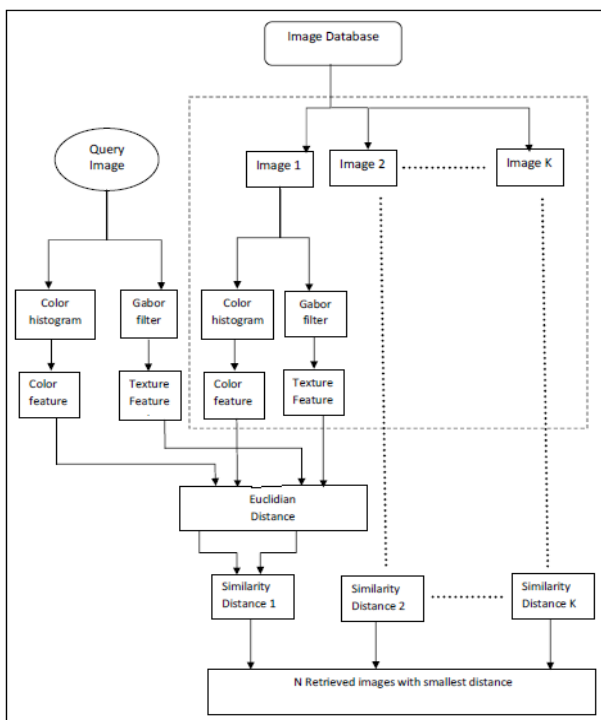 Image Database
Query
Image
Image 1
Image 2
Image K
Color
histogram
Gabor
filter
Color
histogram
Gabor
filter
Color
feature
Texture
Feature
Color
feature
Texture
Feature
Euclidian
Distance
Similarity
Distance 1
Similarity
Distance 2
Similarity
Distance K
N Retrieved images with smallest distance